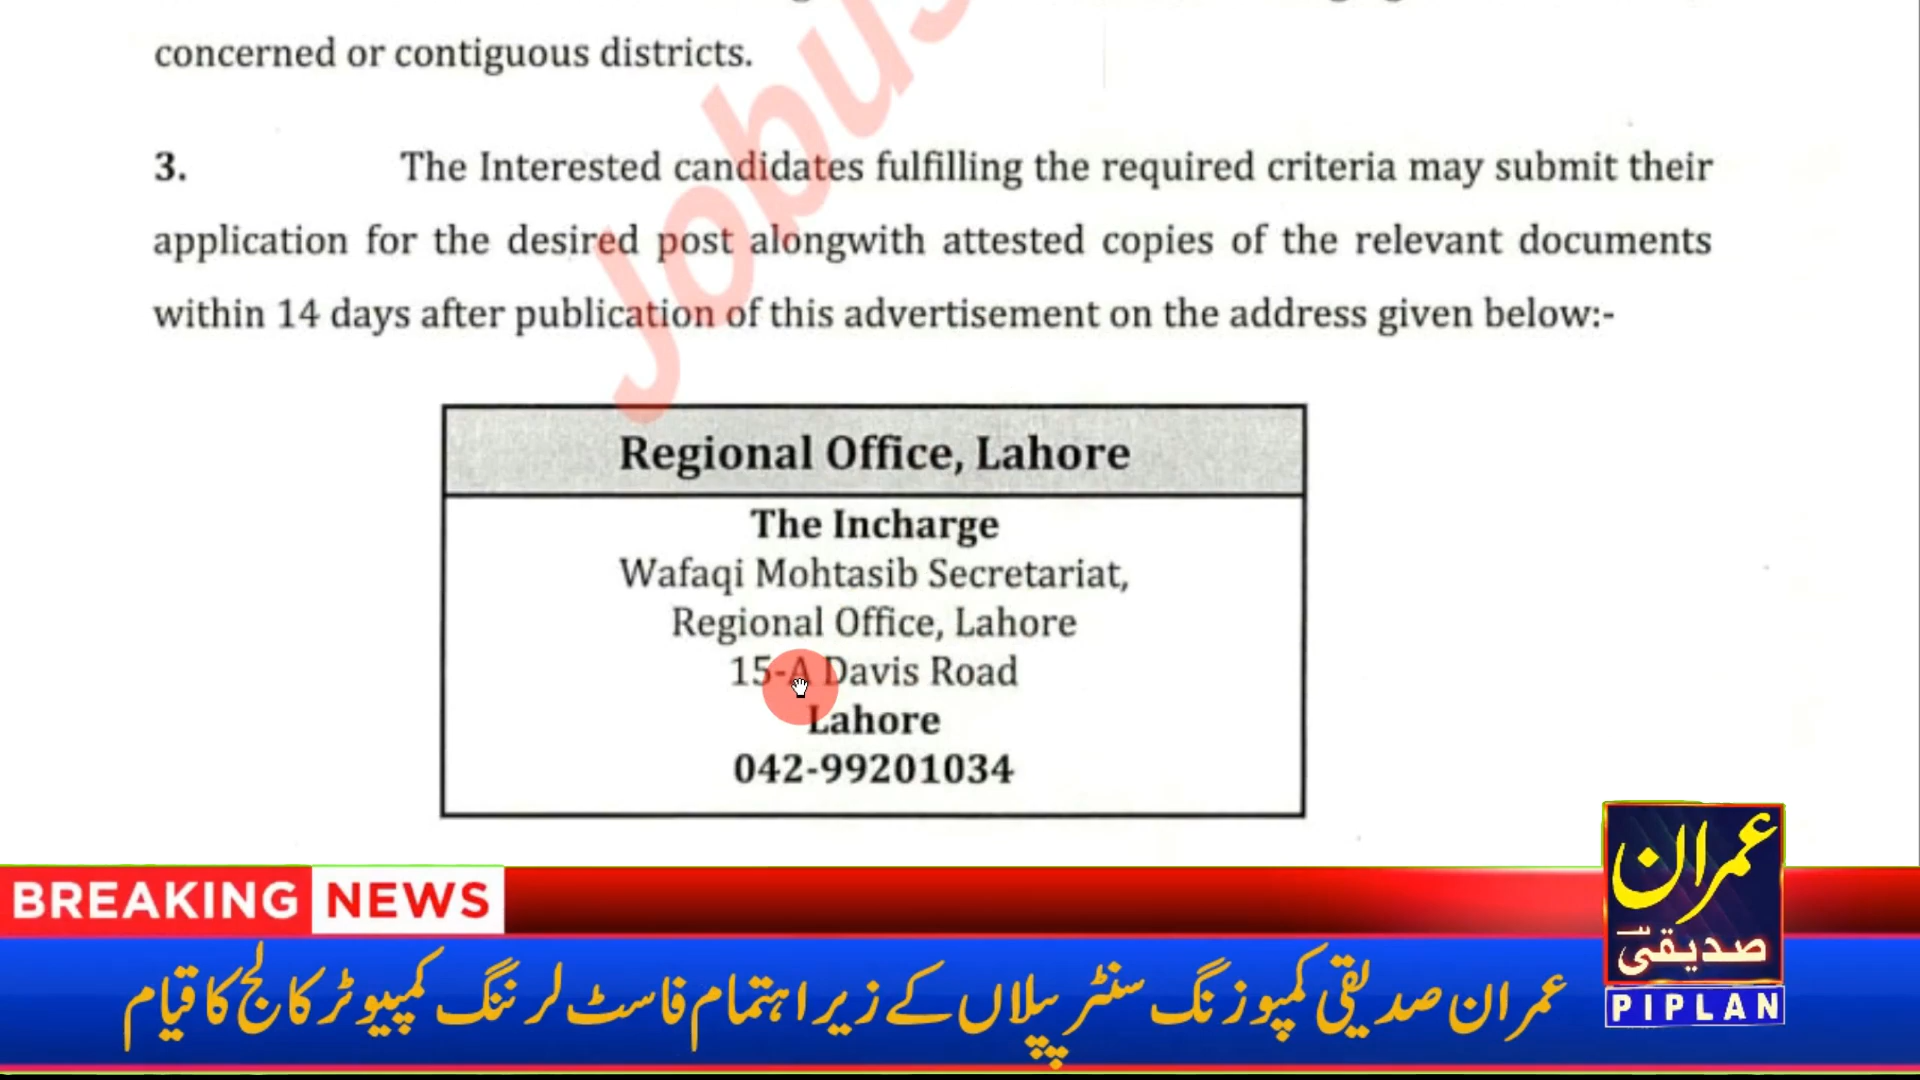 concerned or contiguous districts.
3. The Interested candidates fulfilling the required criteria may submit their
application for the desired post alongwith attested copies of the relevant documents
within 14 days after publication of this advertisement on the address given below:-
Regional Office, Lahore
The Incharge
Wafaqi Mohtasib Secretariat,
Regional Office, Lahore
15-A Davis Road
Lahore
042-99201034
Jobus
BREAKING NEWS
عمران
صدیقی
PIPLAN
عمران صدیقی کمپوزنگ سنٹر پپلاں کے زیر اہتمام فاسٹ لرننگ کمپیوٹر کالج کا قیام